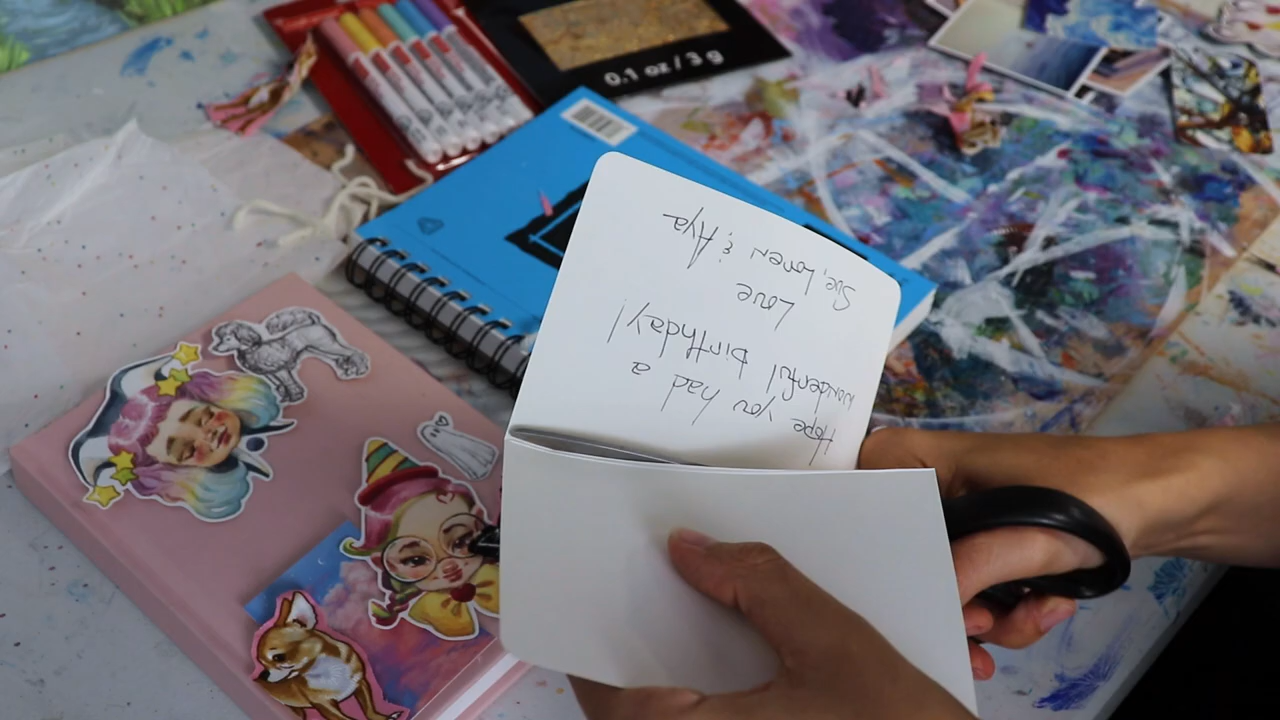 0.1 oz / 3 g
Hope you had a
wonderful birthday!
Love
Sue, Loren & Aya